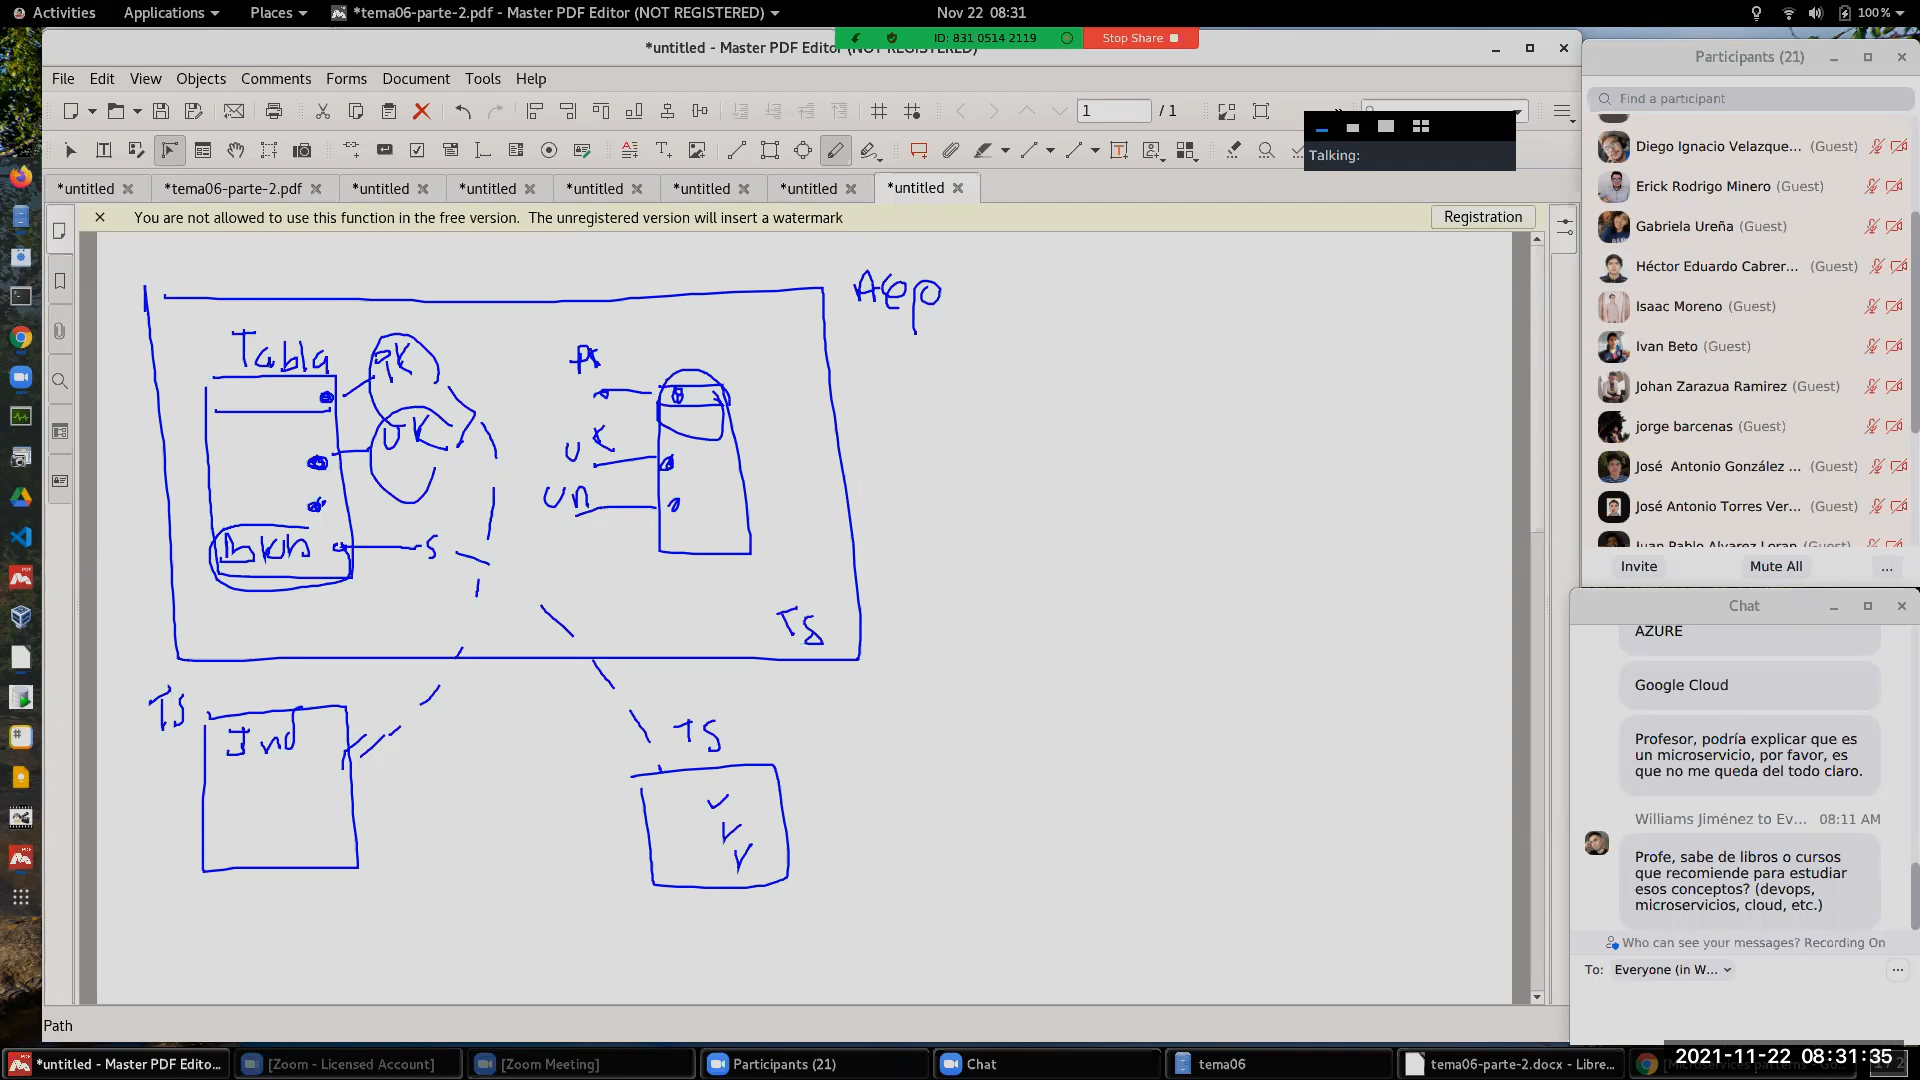 Activities Applications Places *tema06-parte-2.pdf - Master PDF Editor (NOT REGISTERED) Nov 22 08:31 100%
*untitled - Master PDF Editor (NOT REGISTERED)
ID: 831 0514 2119 Stop Share
File Edit View Objects Comments Forms Document Tools Help
1 / 1
Talking:
*untitled *tema06-parte-2.pdf *untitled *untitled *untitled *untitled *untitled *untitled
You are not allowed to use this function in the free version. The unregistered version will insert a watermark Registration
Tabla
PK
UK
S
PK
UK
UN
TS
TS
Ind
TS
Path
Participants (21)
Find a participant
Diego Ignacio Velazque... (Guest)
Erick Rodrigo Minero (Guest)
Gabriela Ureña (Guest)
Héctor Eduardo Cabrer... (Guest)
Isaac Moreno (Guest)
Ivan Beto (Guest)
Johan Zarazua Ramirez (Guest)
jorge barcenas (Guest)
José Antonio González ... (Guest)
José Antonio Torres Ver... (Guest)
Juan Pablo Alvarez Loran (Guest)
Invite Mute All ...
Chat
AZURE
Google Cloud
Profesor, podría explicar que es
un microservicio, por favor, es
que no me queda del todo claro.
Williams Jiménez to Ev... 08:11 AM
Profe, sabe de libros o cursos
que recomiende para estudiar
esos conceptos? (devops,
microservicios, cloud, etc.)
Who can see your messages? Recording On
To: Everyone (in W...
*untitled - Master PDF Edito... [Zoom - Licensed Account] [Zoom Meeting] Participants (21) Chat tema06 tema06-parte-2.docx - Libre...
2021-11-22 08:31:35